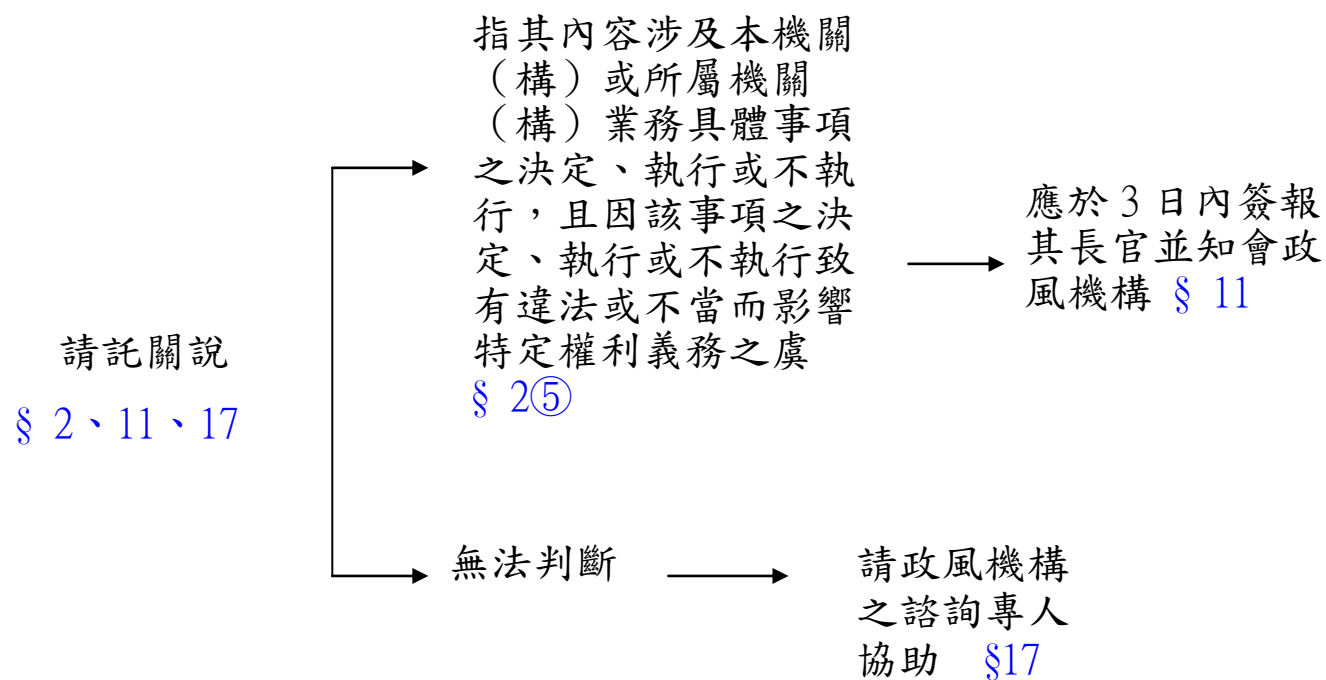 請託關說
§ 2、11、17
指其內容涉及本機關
（構）或所屬機關
（構）業務具體事項
之決定、執行或不執
行，且因該事項之決
定、執行或不執行致
有違法或不當而影響
特定權利義務之虞
§ 2⑤
應於3日內簽報
其長官並知會政
風機構 § 11
無法判斷
請政風機構
之諮詢專人
協助 §17